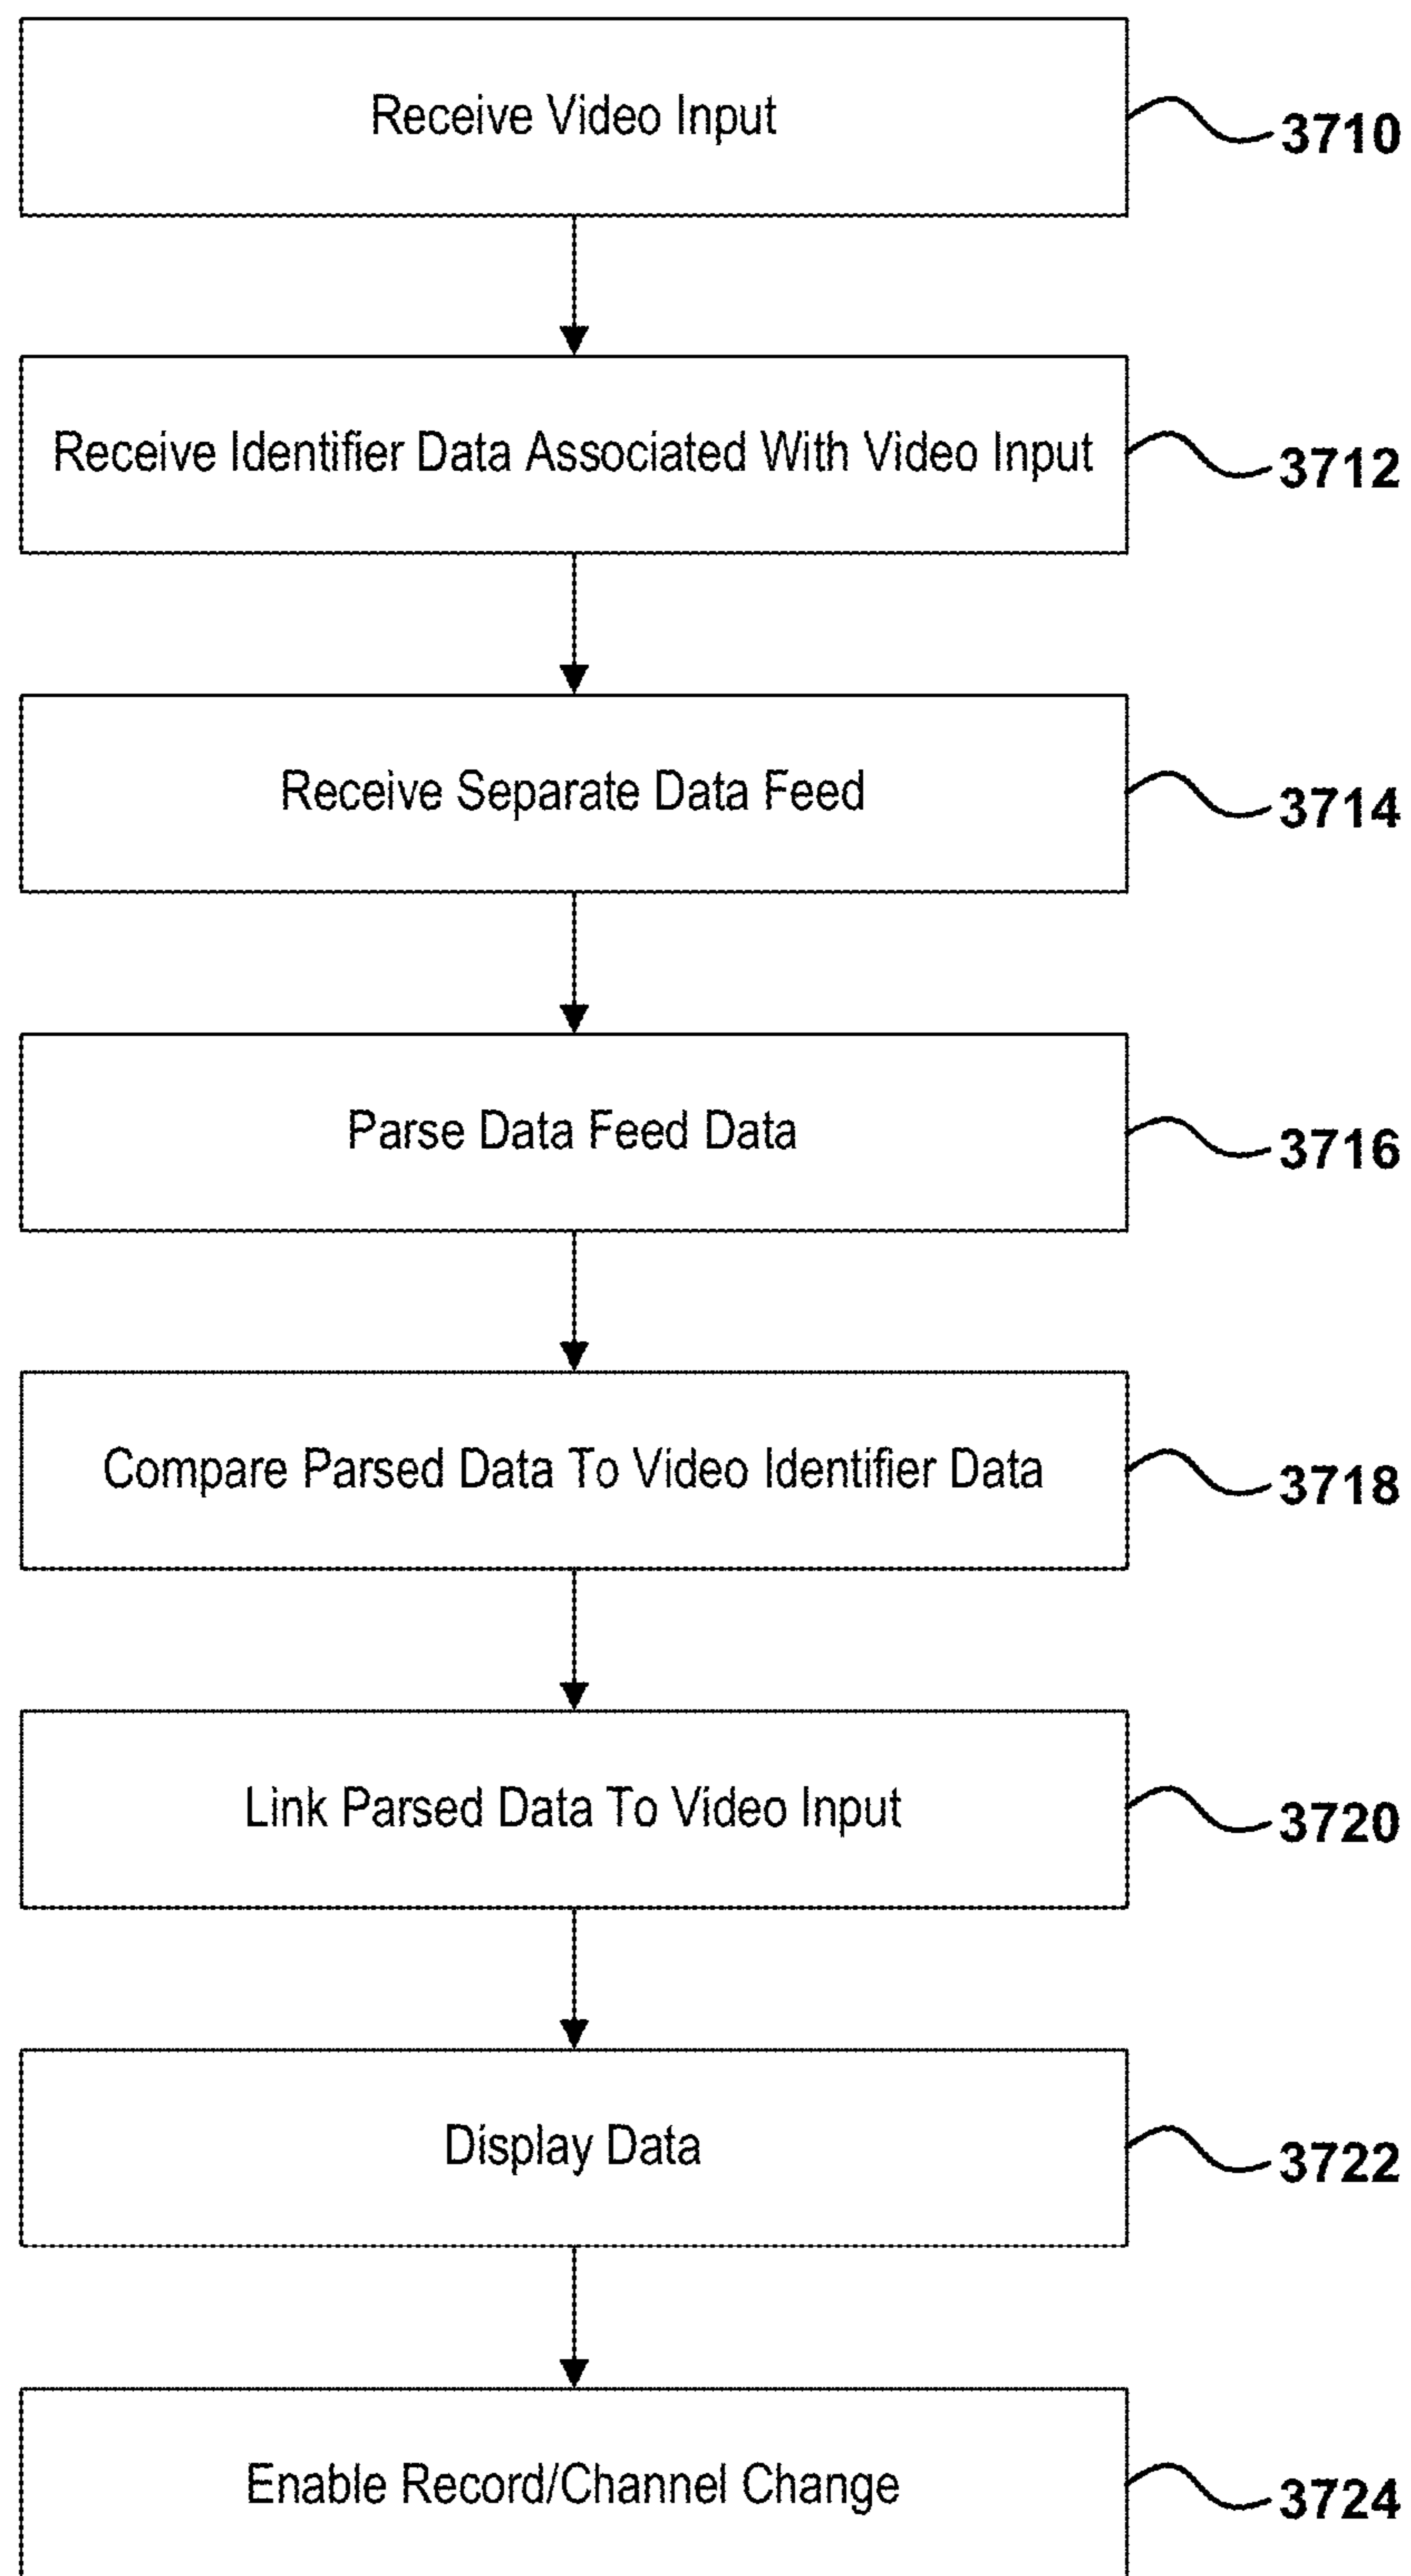 Receive Video Input
3710
Receive Identifier Data Associated With Video Input
3712
Receive Separate Data Feed
3714
Parse Data Feed Data
3716
Compare Parsed Data To Video Identifier Data
3718
Link Parsed Data To Video Input
3720
Display Data
3722
Enable Record/Channel Change
3724